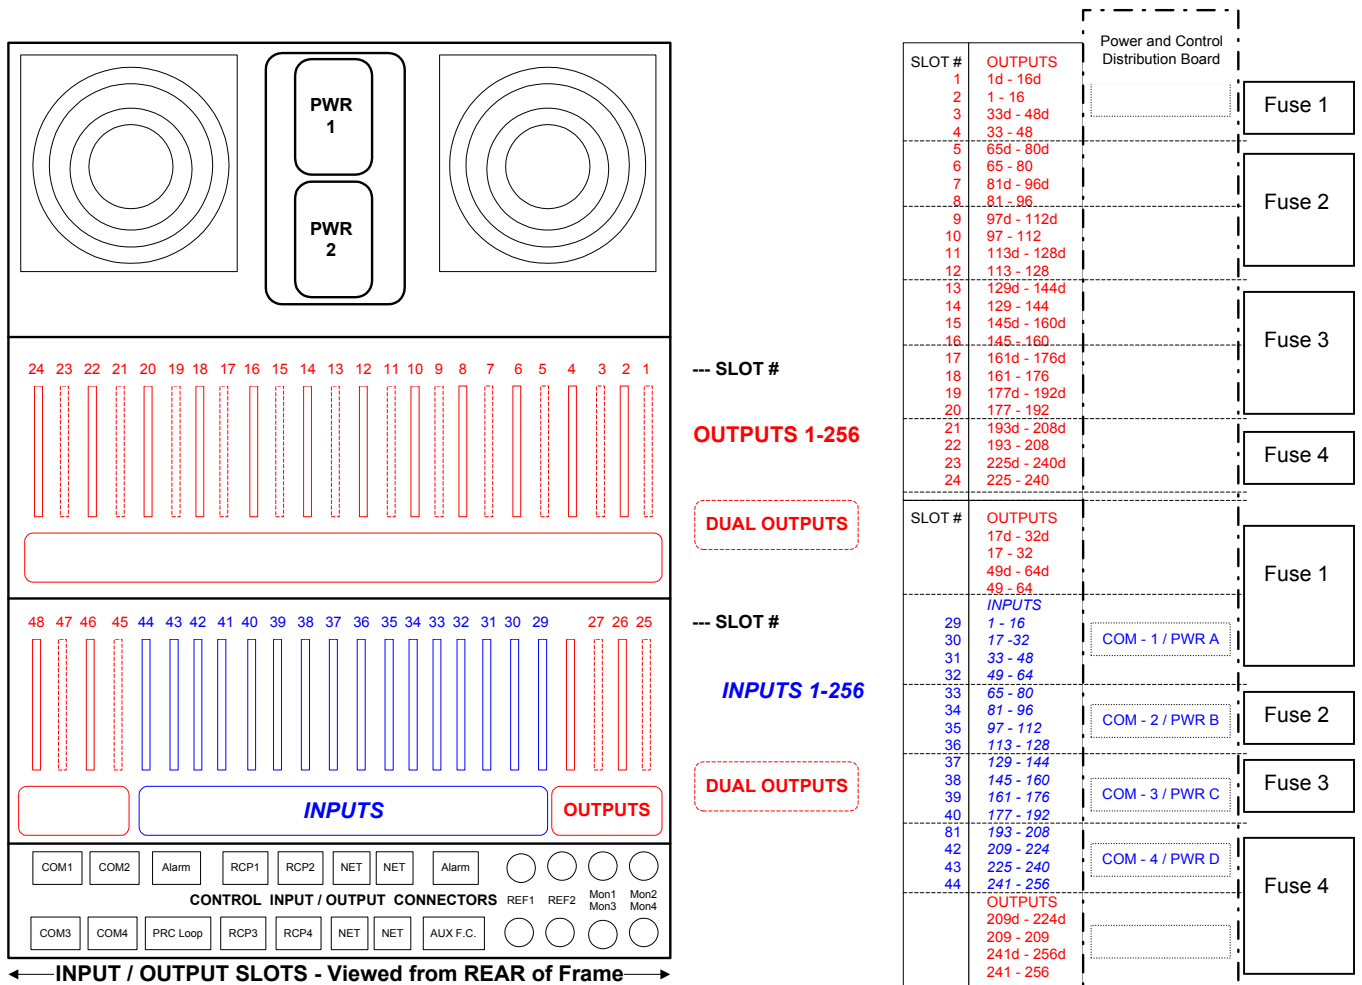 PWR
1
PWR
2
24 23 22 21 20 19 18 17 16 15 14 13 12 11 10 9 8 7 6 5 4 3 2 1
--- SLOT #
OUTPUTS 1-256
DUAL OUTPUTS
48 47 46 45 44 43 42 41 40 39 38 37 36 35 34 33 32 31 30 29 27 26 25
--- SLOT #
INPUTS 1-256
DUAL OUTPUTS
INPUTS
OUTPUTS
COM1 COM2 Alarm RCP1 RCP2 NET NET Alarm
CONTROL INPUT / OUTPUT CONNECTORS REF1 REF2 Mon1 Mon2
Mon3 Mon4
COM3 COM4 PRC Loop RCP3 RCP4 NET NET AUX F.C.
INPUT / OUTPUT SLOTS - Viewed from REAR of Frame
Power and Control
Distribution Board
SLOT # OUTPUTS
1 1d - 16d
2 1 - 16
3 33d - 48d
4 33 - 48
5 65d - 80d
6 65 - 80
7 81d - 96d
8 81 - 96
9 97d - 112d
10 97 - 112
11 113d - 128d
12 113 - 128
13 129d - 144d
14 129 - 144
15 145d - 160d
16 145 - 160
17 161d - 176d
18 161 - 176
19 177d - 192d
20 177 - 192
21 193d - 208d
22 193 - 208
23 225d - 240d
24 225 - 240
Fuse 1
Fuse 2
Fuse 3
Fuse 4
SLOT # OUTPUTS
17d - 32d
17 - 32
49d - 64d
49 - 64
INPUTS
29 1 - 16
30 17 -32
31 33 - 48
32 49 - 64
33 65 - 80
34 81 - 96
35 97 - 112
36 113 - 128
37 129 - 144
38 145 - 160
39 161 - 176
40 177 - 192
81 193 - 208
42 209 - 224
43 225 - 240
44 241 - 256
OUTPUTS
209d - 224d
209 - 209
241d - 256d
241 - 256
COM - 1 / PWR A
COM - 2 / PWR B
COM - 3 / PWR C
COM - 4 / PWR D
Fuse 1
Fuse 2
Fuse 3
Fuse 4